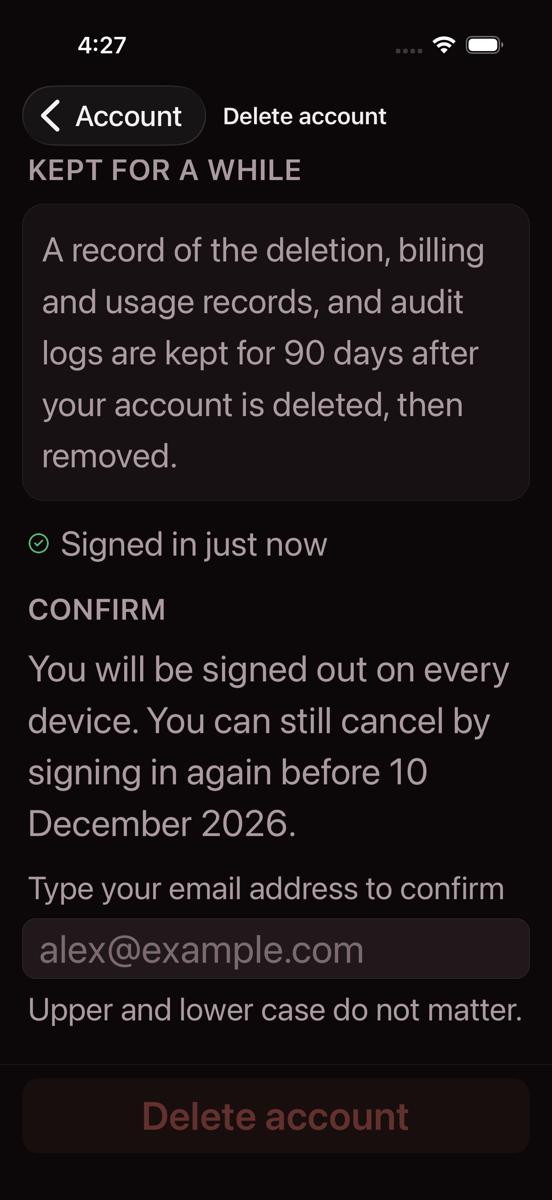 4:27
Account
Delete account
KEPT FOR A WHILE
A record of the deletion, billing
and usage records, and audit
logs are kept for 90 days after
your account is deleted, then
removed.
Signed in just now
CONFIRM
You will be signed out on every
device. You can still cancel by
signing in again before 10
December 2026.
Type your email address to confirm
alex@example.com
Upper and lower case do not matter.
Delete account